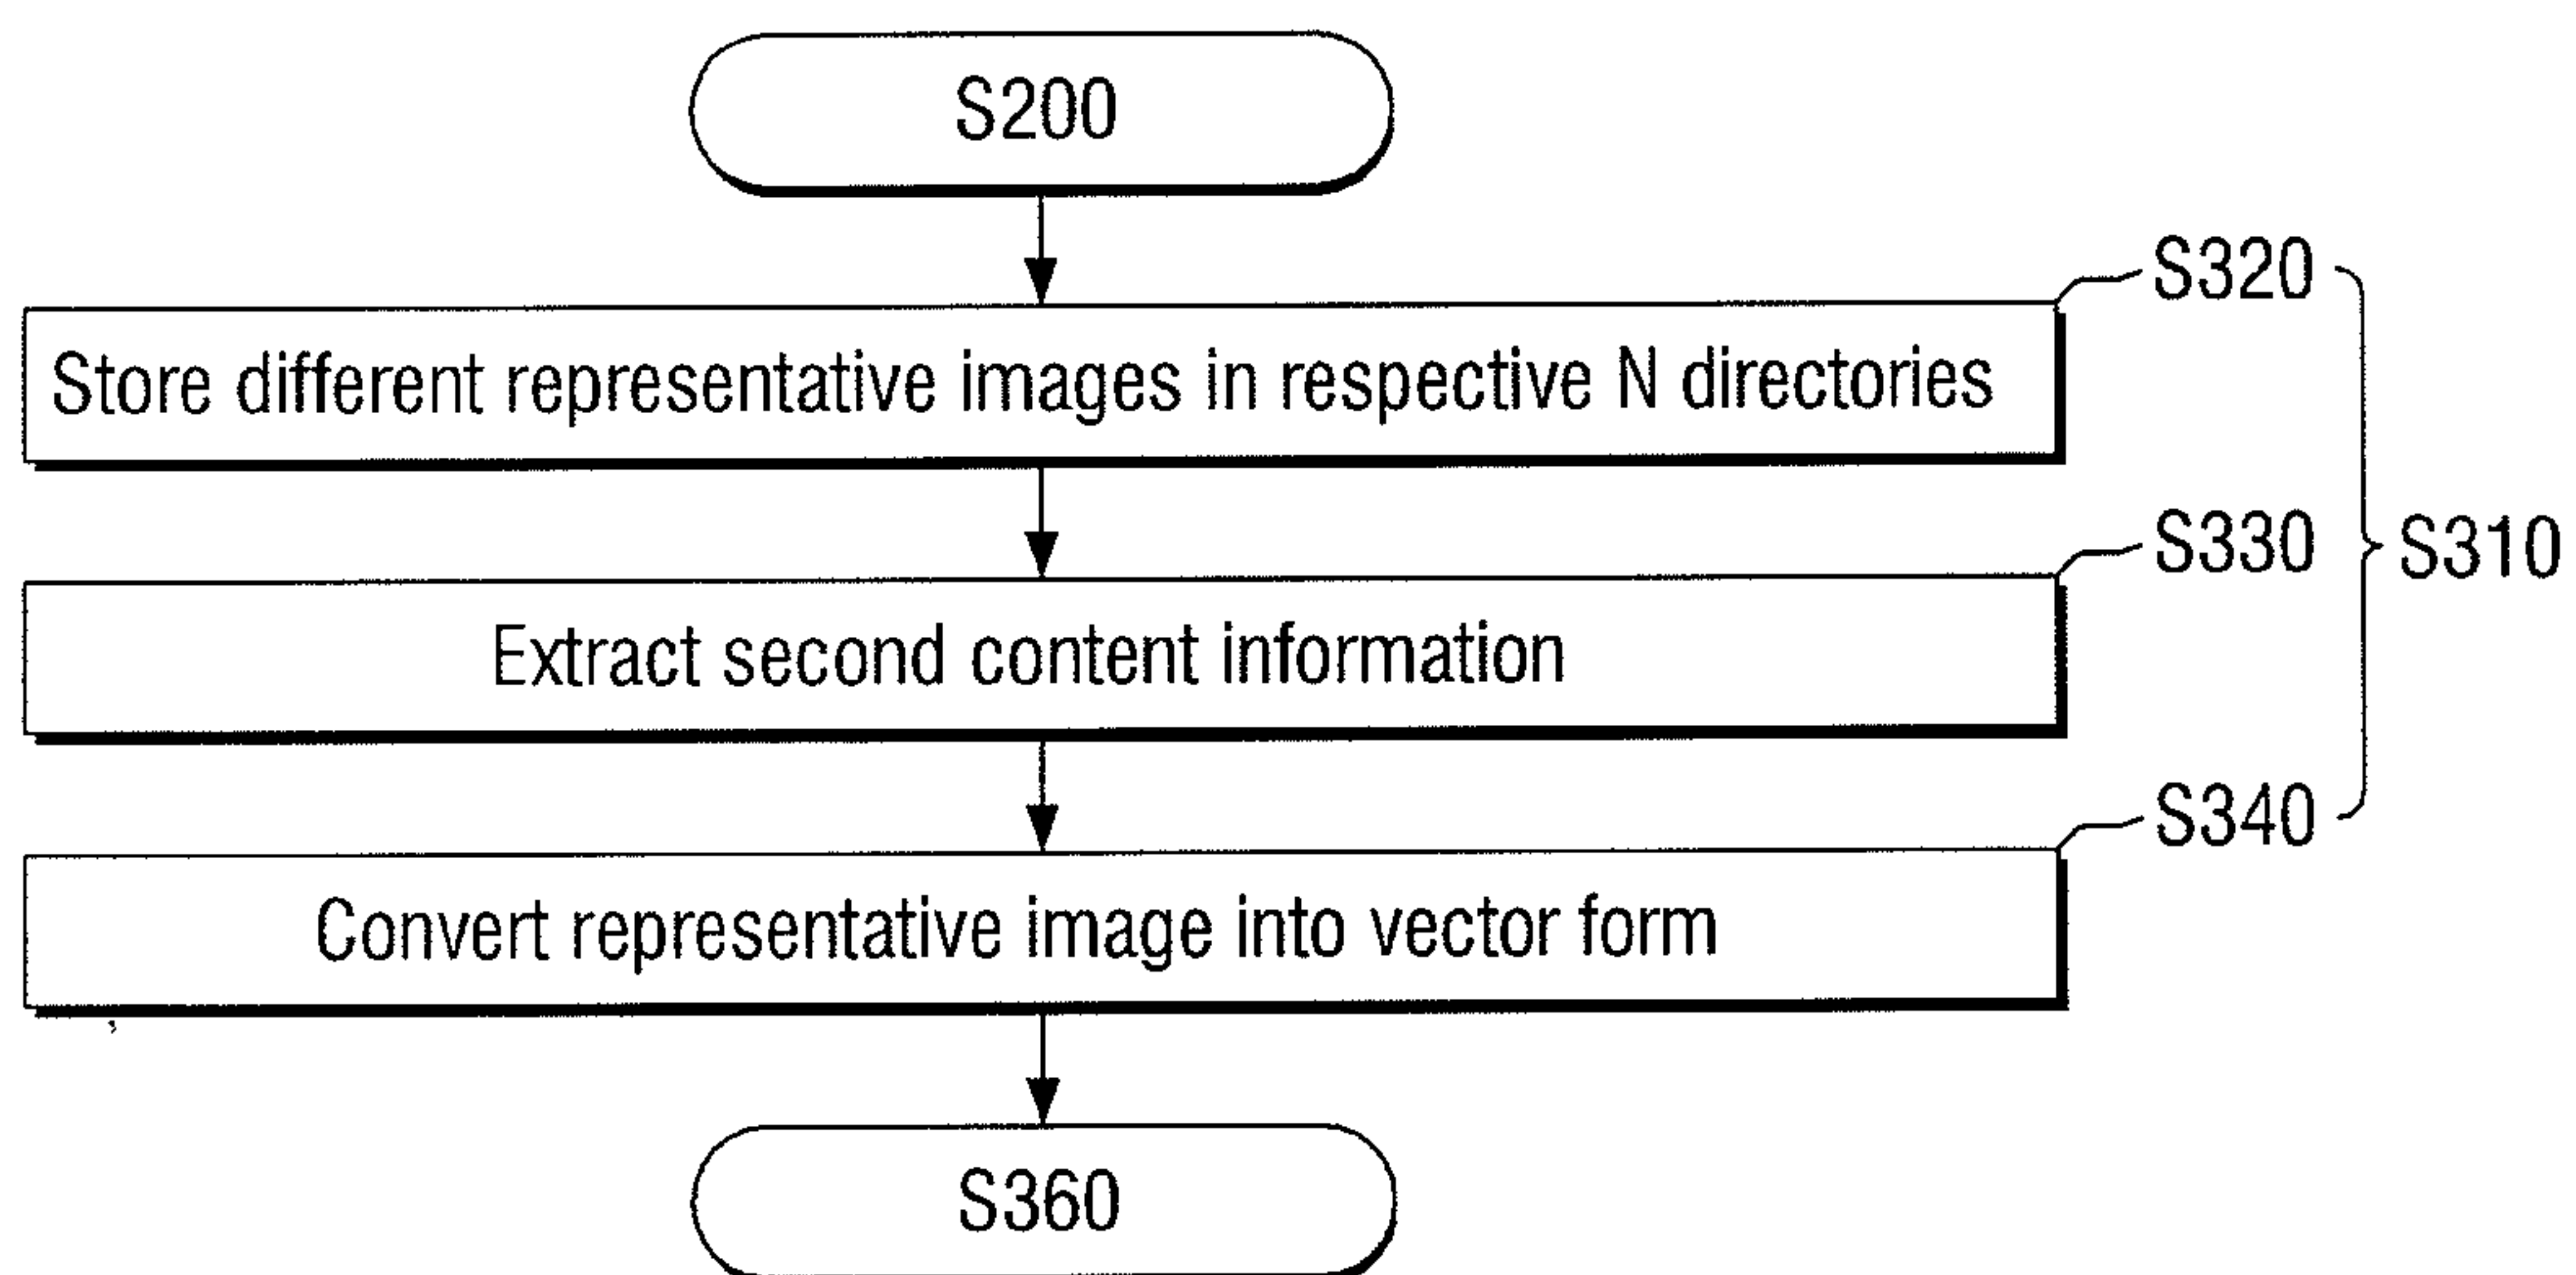 S200
S320
Store different representative images in respective N directories
S330
S310
Extract second content information
S340
Convert representative image into vector form
S360